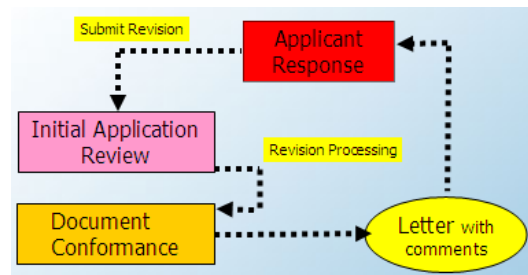 Submit Revision
Applicant
Response
Initial Application
Review
Revision Processing
Document
Conformance
Letter with
comments